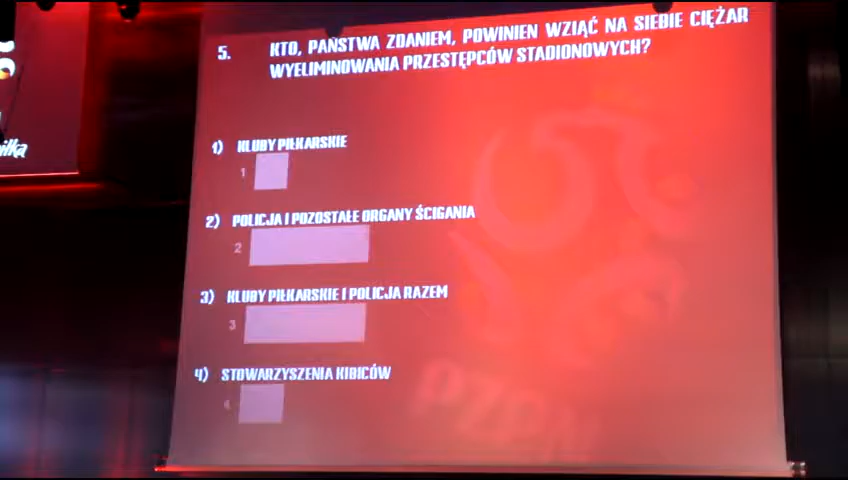 5. KTO, PAŃSTWA ZDANIEM, POWINIEN WZIĄĆ NA SIEBIE CIĘŻAR
WYELIMINOWANIA PRZESTĘPCÓW STADIONOWYCH?
1) KLUBY PIŁKARSKIE
1
2) POLICJA I POZOSTAŁE ORGANY ŚCIGANIA
2
3) KLUBY PIŁKARSKIE I POLICJA RAZEM
3
4) STOWARZYSZENIA KIBICÓW
4
PZPN